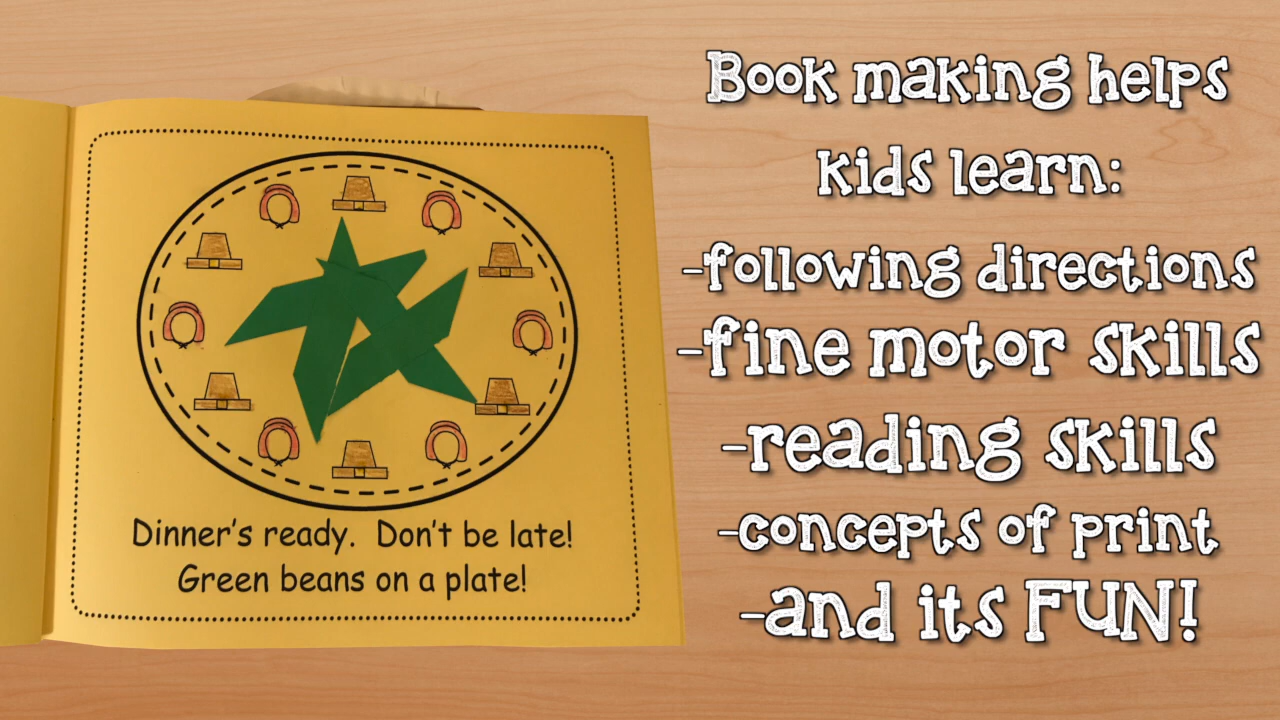 Dinner's ready. Don't be late!
Green beans on a plate!
Book making helps
kids learn:
-following directions
-fine motor skills
-reading skills
-concepts of print
-and its FUN!